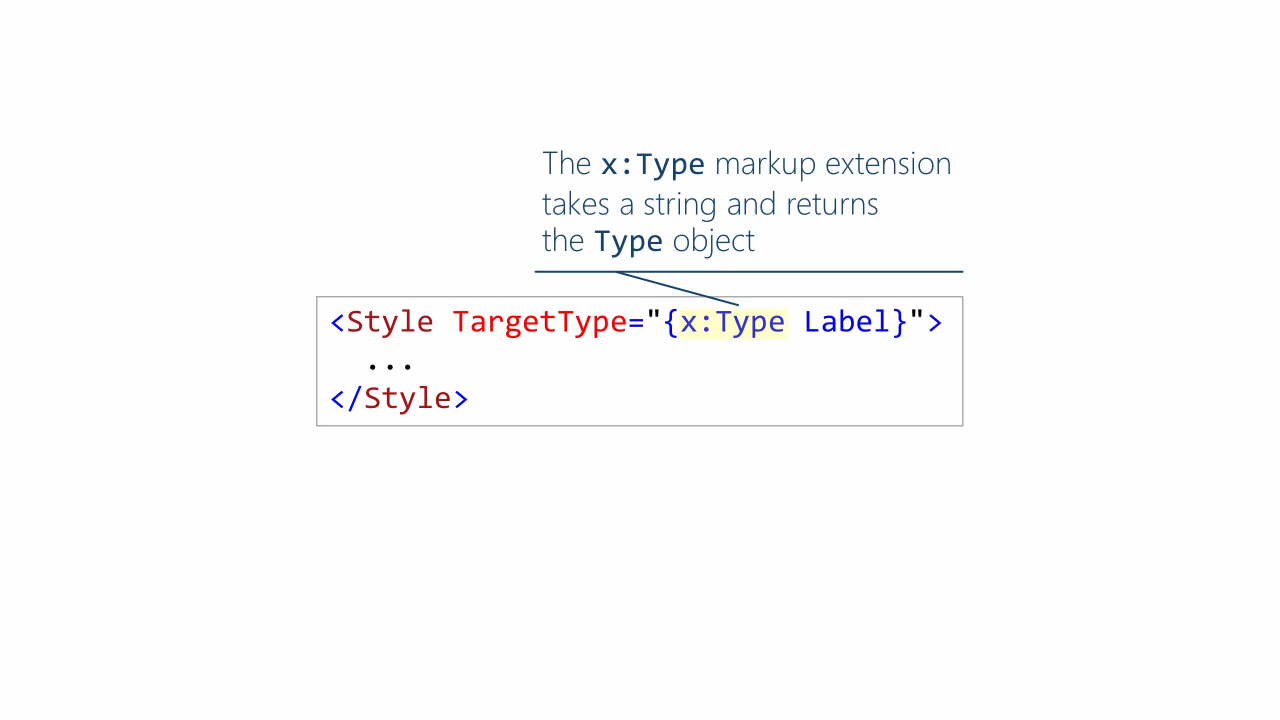 The x:Type markup extension
takes a string and returns
the Type object
<Style TargetType="{x:Type Label}">
  ...
</Style>